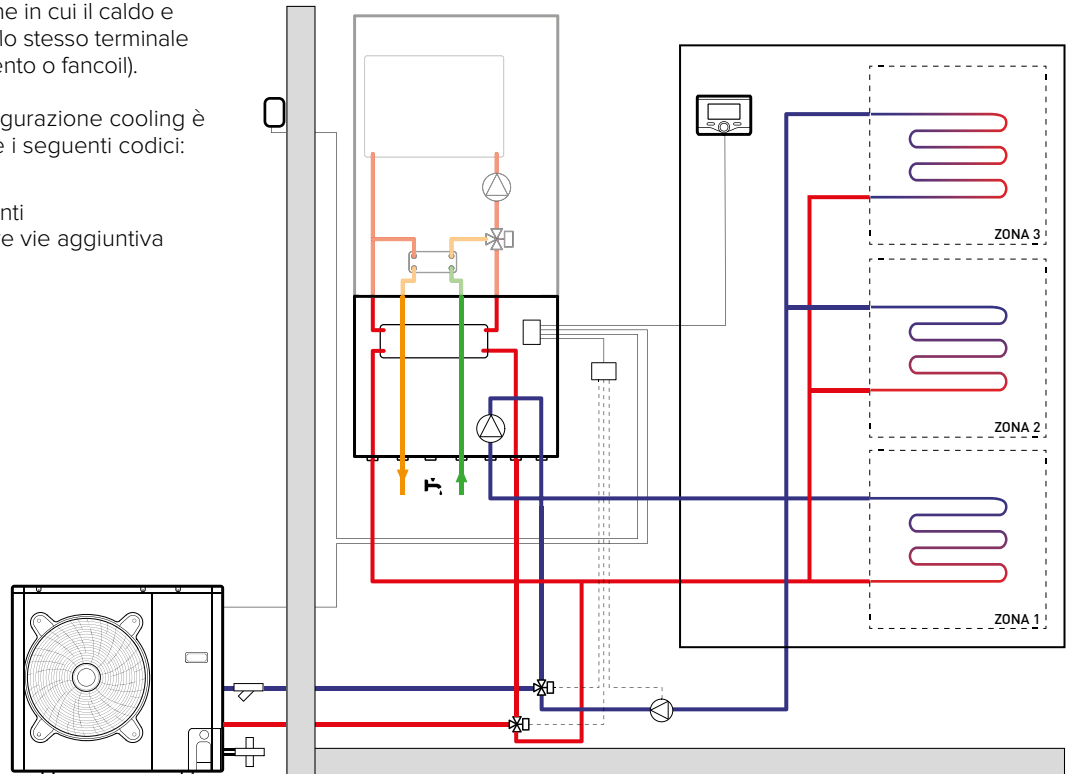 ne in cui il caldo e
lo stesso terminale
ento o fancoil).
gurazione cooling è
e i seguenti codici:
nti
e vie aggiuntiva
ZONA 3
ZONA 2
ZONA 1